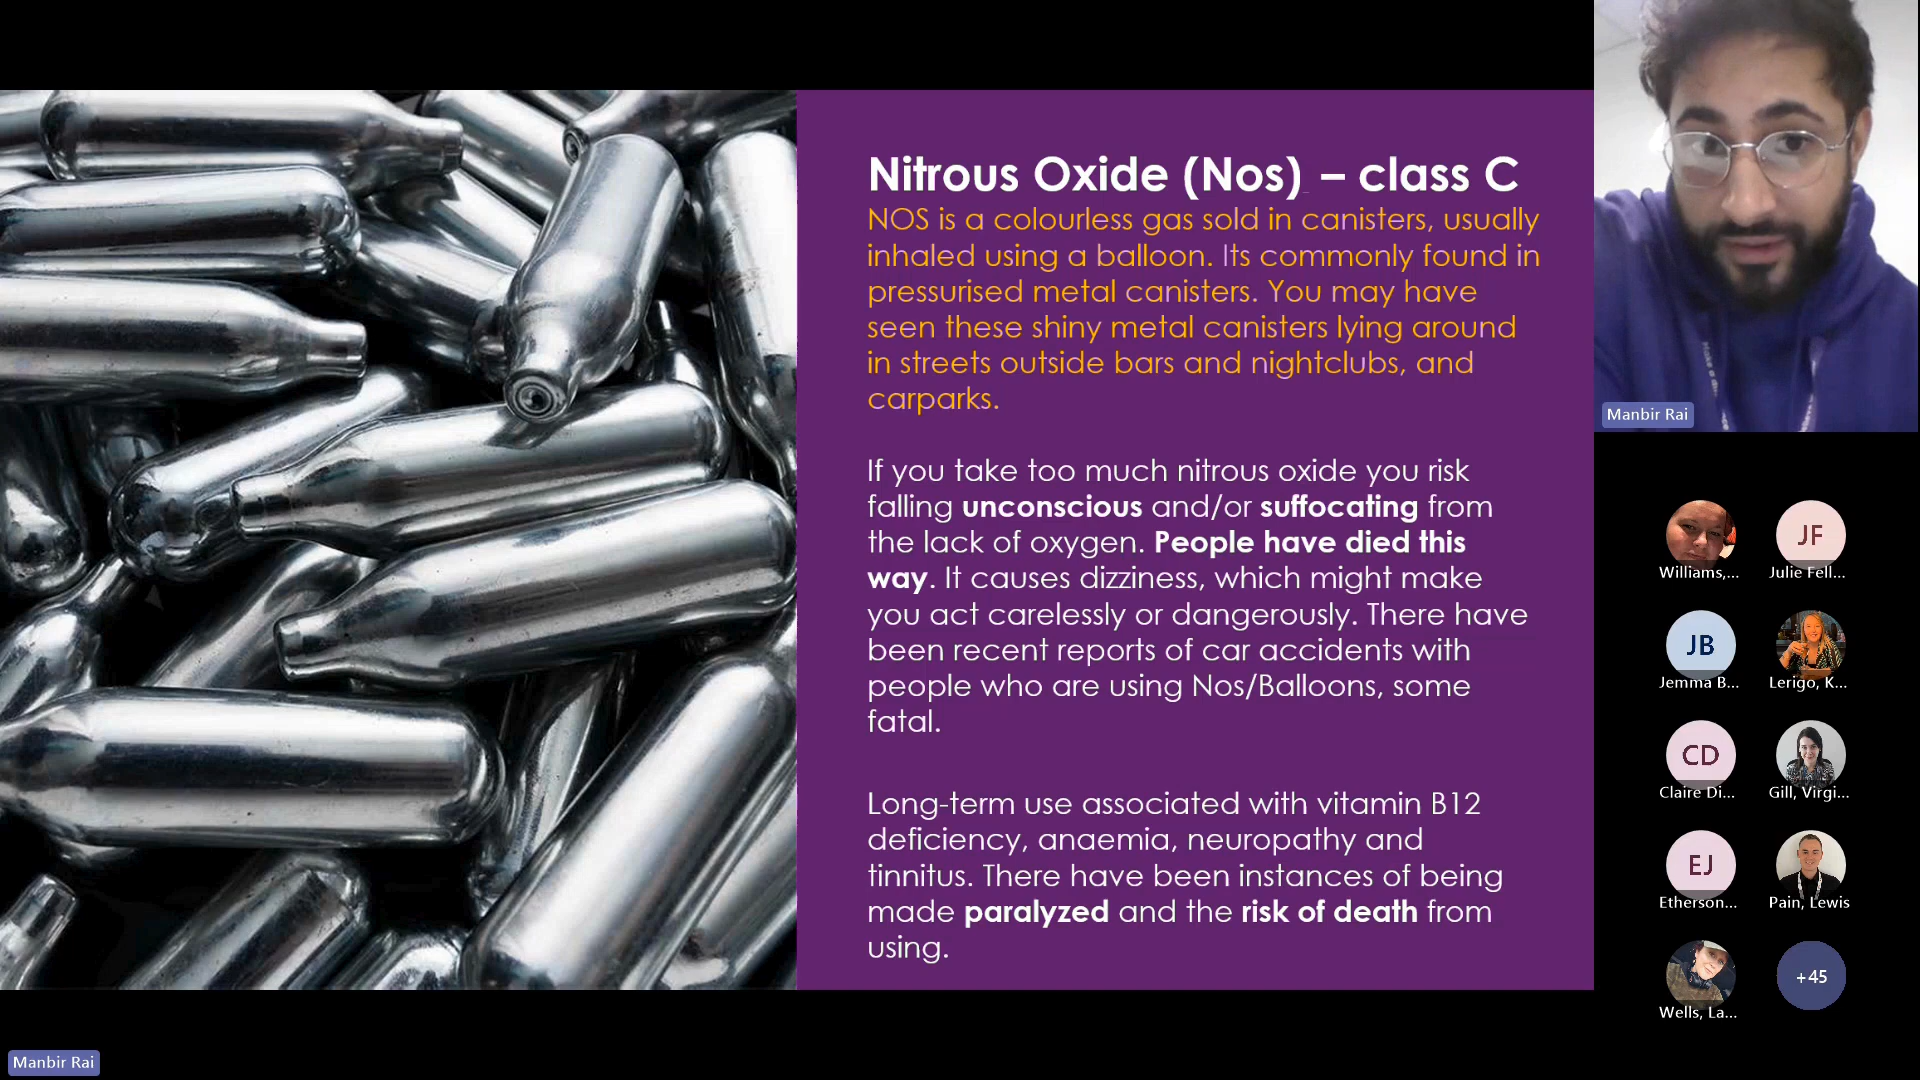 Nitrous Oxide (Nos) – class C
NOS is a colourless gas sold in canisters, usually
inhaled using a balloon. Its commonly found in
pressurised metal canisters. You may have
seen these shiny metal canisters lying around
in streets outside bars and nightclubs, and
carparks.
If you take too much nitrous oxide you risk
falling unconscious and/or suffocating from
the lack of oxygen. People have died this
way. It causes dizziness, which might make
you act carelessly or dangerously. There have
been recent reports of car accidents with
people who are using Nos/Balloons, some
fatal.
Long-term use associated with vitamin B12
deficiency, anaemia, neuropathy and
tinnitus. There have been instances of being
made paralyzed and the risk of death from
using.
Manbir Rai
Williams,...
JF
Julie Fell...
JB
Jemma B...
Lerigo, K...
CD
Claire Di...
Gill, Virgi...
EJ
Etherson...
Pain, Lewis
Wells, La...
+45
Manbir Rai